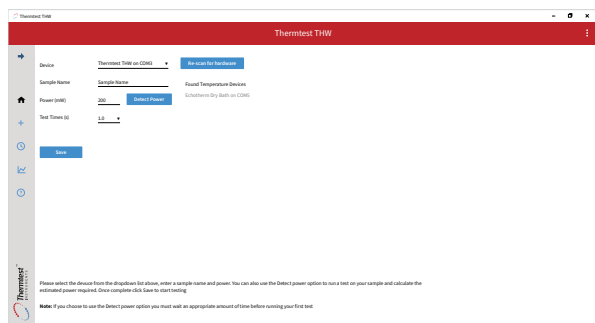 Thermtest THW
Thermtest THW
Device
Thermtest THW on COM3
Re-scan for hardware
Sample Name
Sample Name
Found Temperature Devices
Power (mW)
200
Detect Power
Echotherm Dry Bath on COM5
Test Times (s)
1.0
Save
Please select the device from the dropdown list above, enter a sample name and power. You can also use the Detect power option to run a test on your sample and calculate the
estimated power required. Once complete click Save to start testing
Note: If you choose to use the Detect power option you must wait an appropriate amount of time before running your first test
Thermtest